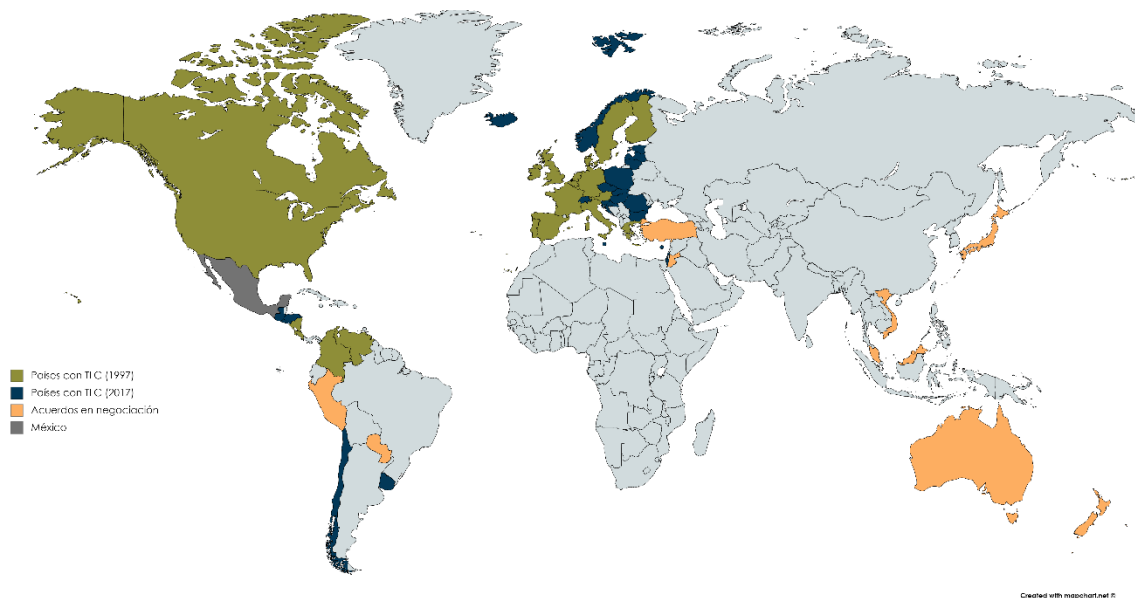 Países con TLC (1997)
Países con TLC (2017)
Acuerdos en negociación
México
Created with mapchart.net ©